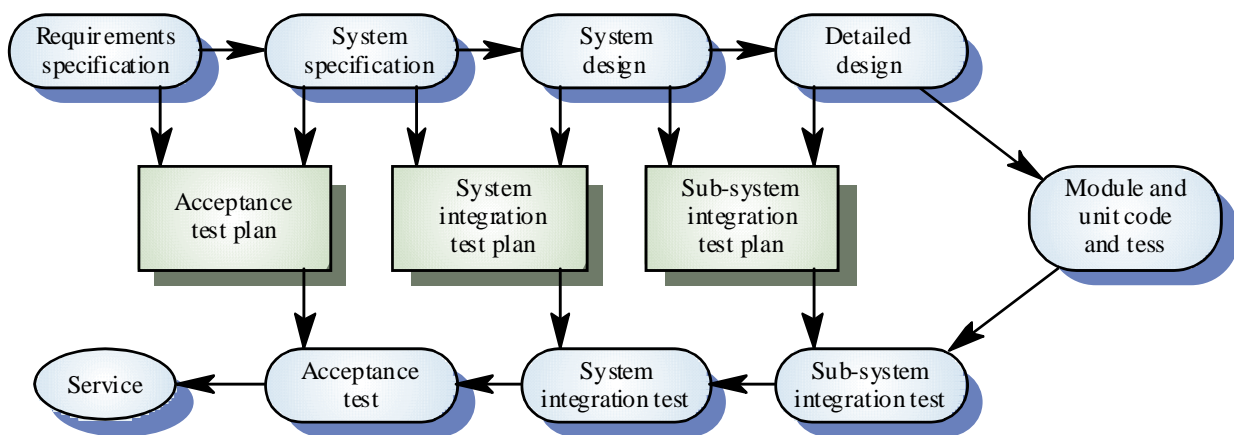 Requirements
specification
System
specification
System
design
Detailed
design
Acceptance
test plan
System
integration
test plan
Sub-system
integration
test plan
Module and
unit code
and tess
Service
Acceptance
test
System
integration test
Sub-system
integration test